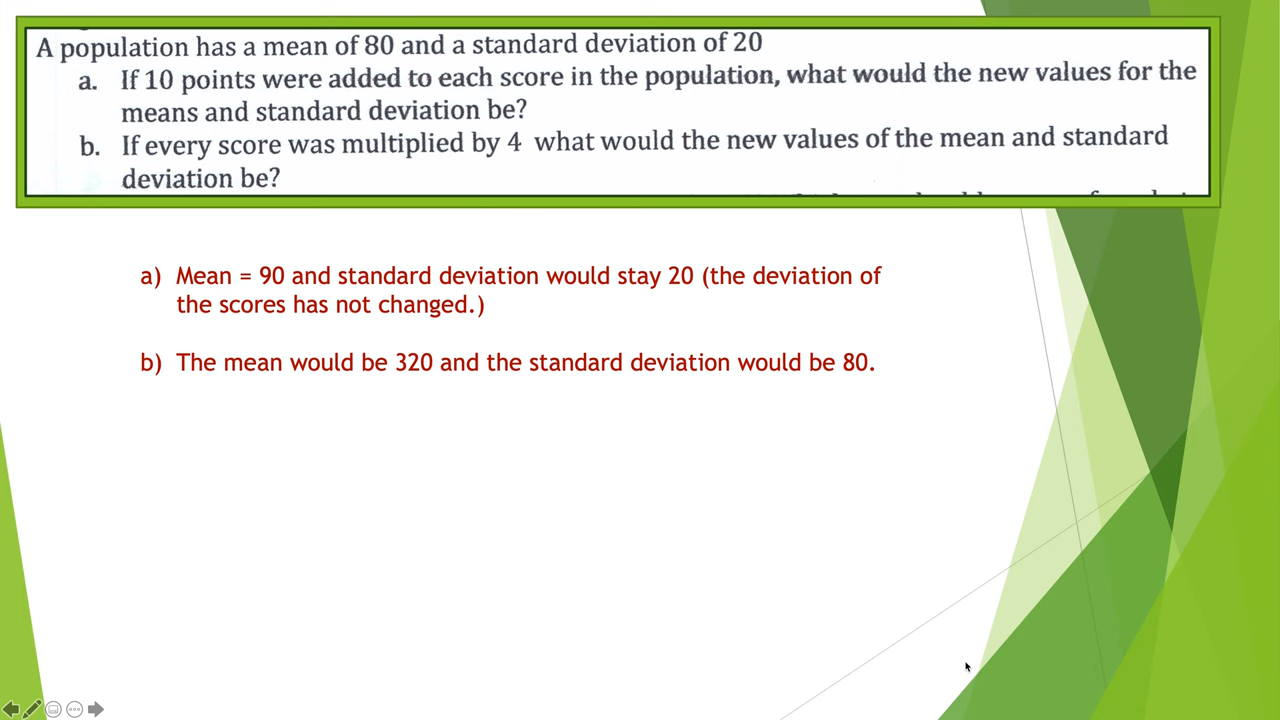 A population has a mean of 80 and a standard deviation of 20
a. If 10 points were added to each score in the population, what would the new values for the
means and standard deviation be?
b. If every score was multiplied by 4 what would the new values of the mean and standard
deviation be?
a) Mean = 90 and standard deviation would stay 20 (the deviation of
the scores has not changed.)
b) The mean would be 320 and the standard deviation would be 80.